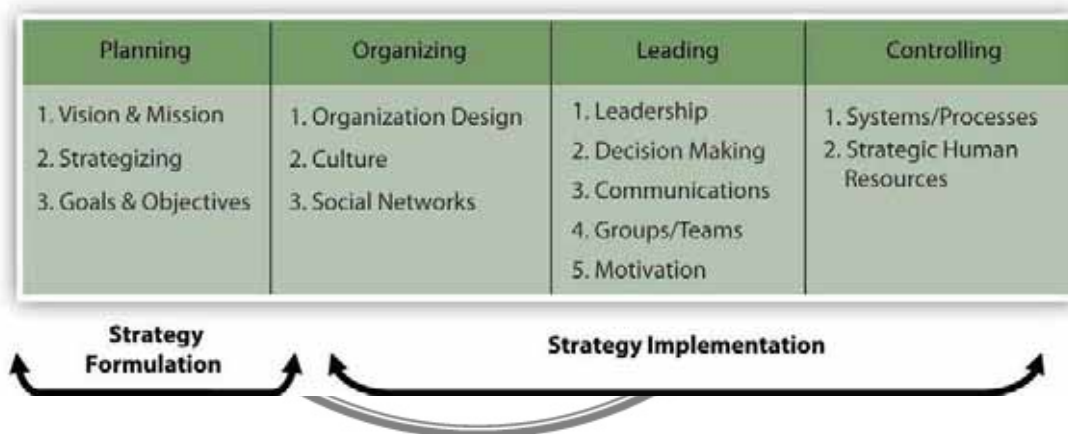 Planning
1. Vision & Mission
2. Strategizing
3. Goals & Objectives
Organizing
1. Organization Design
2. Culture
3. Social Networks
Leading
1. Leadership
2. Decision Making
3. Communications
4. Groups/Teams
5. Motivation
Controlling
1. Systems/Processes
2. Strategic Human
Resources
Strategy
Formulation
Strategy Implementation